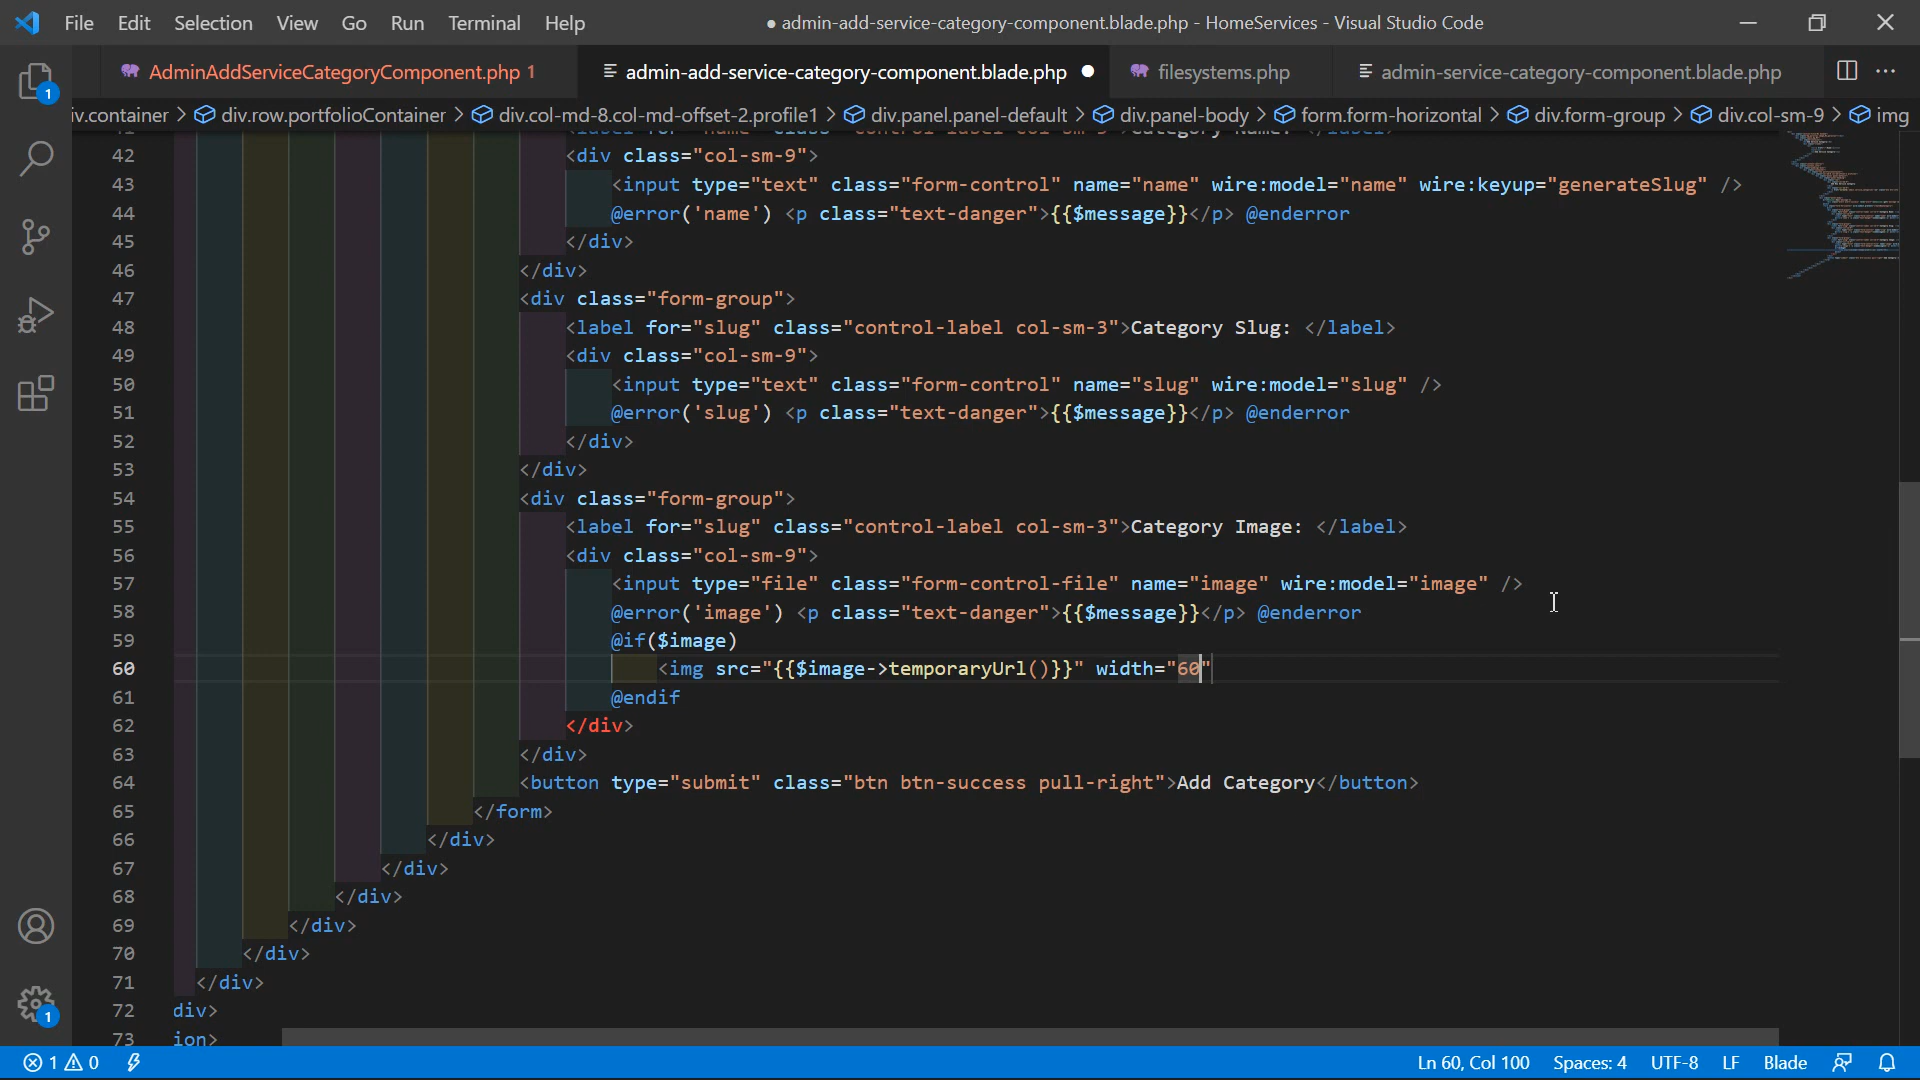 File Edit Selection View Go Run Terminal Help ● admin-add-service-category-component.blade.php - HomeServices - Visual Studio Code
AdminAddServiceCategoryComponent.php 1 admin-add-service-category-component.blade.php filesystems.php admin-service-category-component.blade.php
iv.container > div.row.portfolioContainer > div.col-md-8.col-md-offset-2.profile1 > div.panel.panel-default > div.panel-body > form.form-horizontal > div.form-group > div.col-sm-9 > img
42 <div class="col-sm-9">
43 <input type="text" class="form-control" name="name" wire:model="name" wire:keyup="generateSlug" />
44 @error('name') <p class="text-danger">{{$message}}</p> @enderror
45 </div>
46 </div>
47 <div class="form-group">
48 <label for="slug" class="control-label col-sm-3">Category Slug: </label>
49 <div class="col-sm-9">
50 <input type="text" class="form-control" name="slug" wire:model="slug" />
51 @error('slug') <p class="text-danger">{{$message}}</p> @enderror
52 </div>
53 </div>
54 <div class="form-group">
55 <label for="slug" class="control-label col-sm-3">Category Image: </label>
56 <div class="col-sm-9">
57 <input type="file" class="form-control-file" name="image" wire:model="image" />
58 @error('image') <p class="text-danger">{{$message}}</p> @enderror
59 @if($image)
60 <img src="{{$image->temporaryUrl()}}" width="60"
61 @endif
62 </div>
63 </div>
64 <button type="submit" class="btn btn-success pull-right">Add Category</button>
65 </form>
66 </div>
67 </div>
68 </div>
69 </div>
70 </div>
71 </div>
72 div>
73 ion>
1 0 Ln 60, Col 100 Spaces: 4 UTF-8 LF Blade